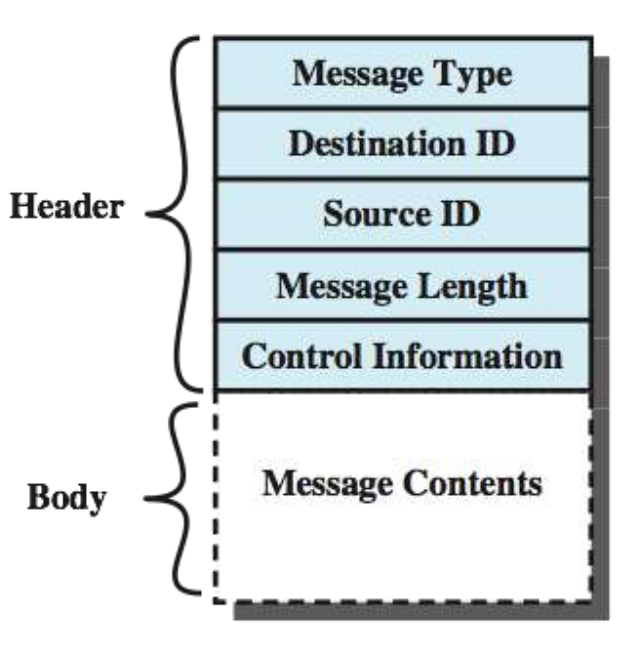 Message Type
Destination ID
Header
Source ID
Message Length
Control Information
Body
Message Contents